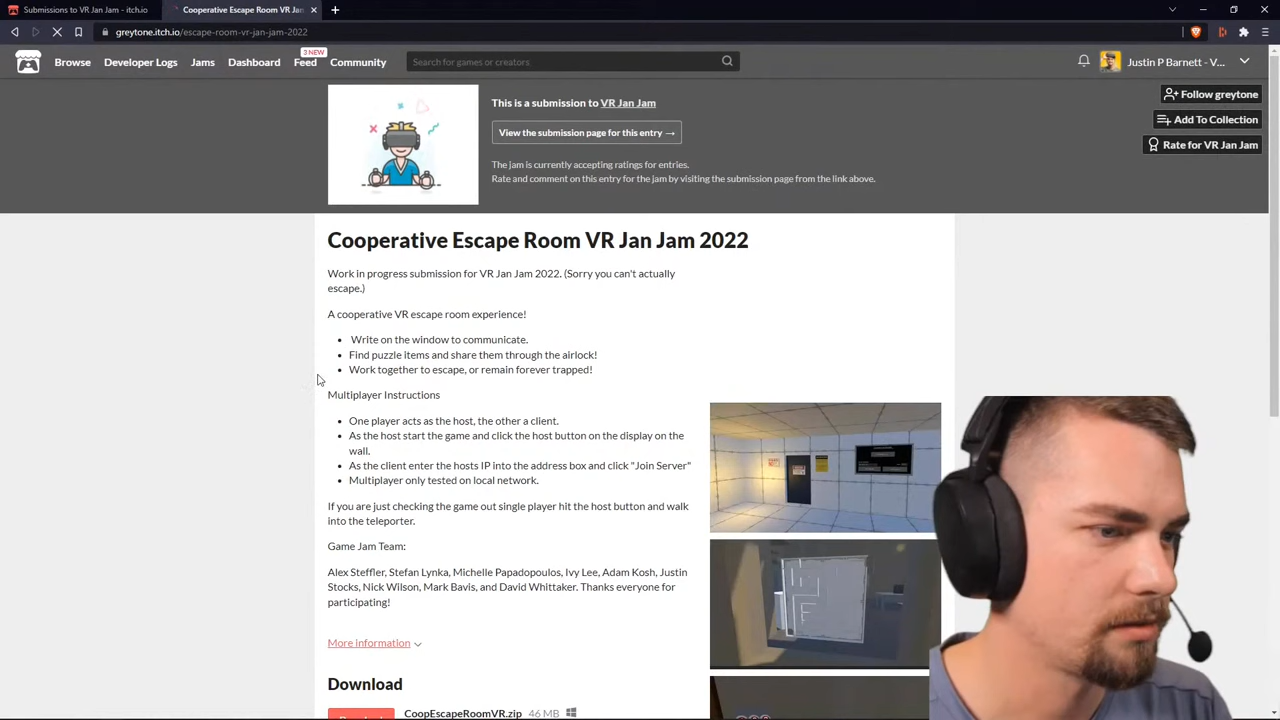 Submissions to VR Jan Jam - itch.io
Cooperative Escape Room VR Jan
greytone.itch.io/escape-room-vr-jan-jam-2022
3 NEW
Browse Developer Logs Jams Dashboard Feed Community
Search for games or creators
Justin P Barnett - V...
This is a submission to VR Jan Jam
View the submission page for this entry →
The jam is currently accepting ratings for entries.
Rate and comment on this entry for the jam by visiting the submission page from the link above.
Follow greytone
Add To Collection
Rate for VR Jan Jam
Cooperative Escape Room VR Jan Jam 2022
Work in progress submission for VR Jan Jam 2022. (Sorry you can't actually
escape.)
A cooperative VR escape room experience!
Write on the window to communicate.
Find puzzle items and share them through the airlock!
Work together to escape, or remain forever trapped!
Multiplayer Instructions
One player acts as the host, the other a client.
As the host start the game and click the host button on the display on the
wall.
As the client enter the hosts IP into the address box and click "Join Server"
Multiplayer only tested on local network.
If you are just checking the game out single player hit the host button and walk
into the teleporter.
Game Jam Team:
Alex Steffler, Stefan Lynka, Michelle Papadopoulos, Ivy Lee, Adam Kosh, Justin
Stocks, Nick Wilson, Mark Bavis, and David Whittaker. Thanks everyone for
participating!
More information
Download
CoopEscapeRoomVR.zip 46 MB